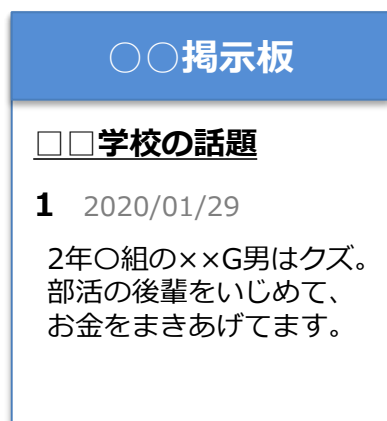 ○○掲示板
□□学校の話題
1 2020/01/29
2年〇組の××G男はクズ。
部活の後輩をいじめて、
お金をまきあげてます。